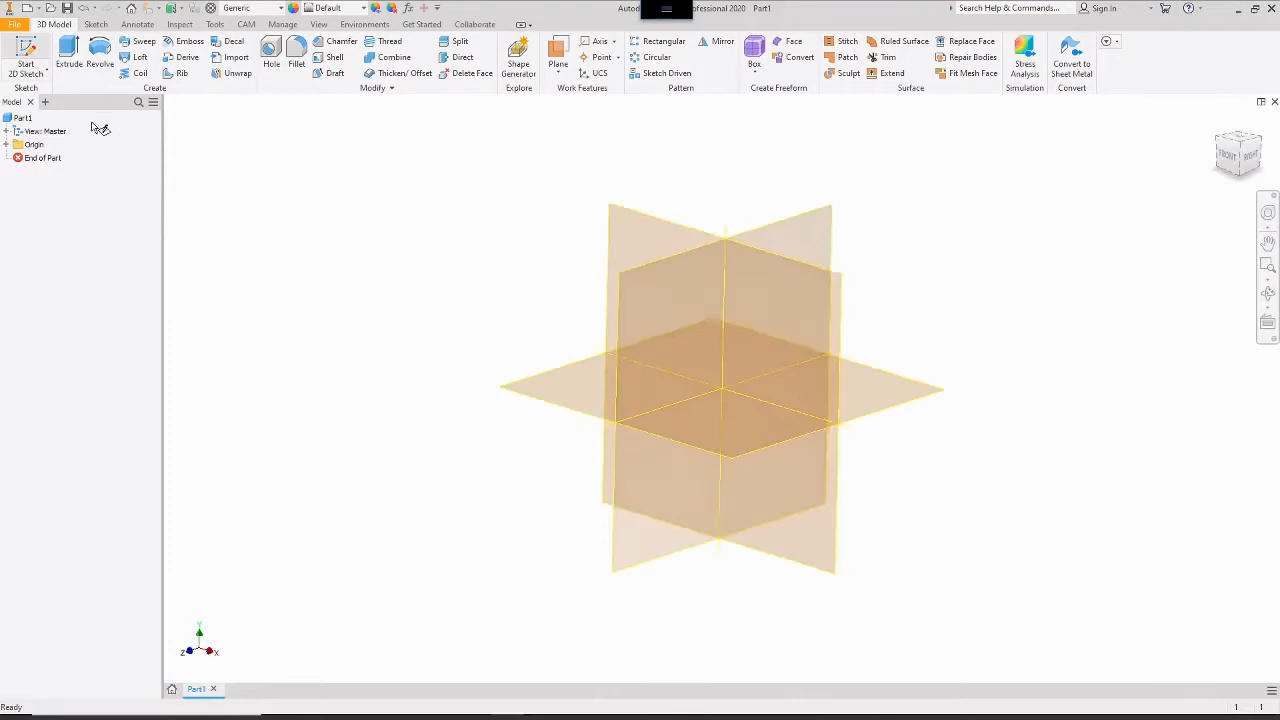 Generic
Default
Autod
rofessional 2020 Part1
Search Help & Commands...
Sign In
File
3D Model
Sketch
Annotate
Inspect
Tools
CAM
Manage
View
Environments
Get Started
Collaborate
Start
2D Sketch
Sketch
Extrude
Revolve
Sweep
Loft
Coil
Emboss
Derive
Rib
Decal
Import
Unwrap
Create
Hole
Fillet
Chamfer
Shell
Draft
Thread
Combine
Thicken/ Offset
Split
Direct
Delete Face
Modify
Shape
Generator
Explore
Plane
Axis
Point
UCS
Work Features
Rectangular
Circular
Sketch Driven
Mirror
Pattern
Box
Face
Convert
Create Freeform
Stitch
Patch
Sculpt
Ruled Surface
Trim
Extend
Replace Face
Repair Bodies
Fit Mesh Face
Surface
Stress
Analysis
Simulation
Convert to
Sheet Metal
Convert
Model
Part1
View: Master
Origin
End of Part
FRONT
RIGHT
Y
Z
X
Part1
Ready
1
1